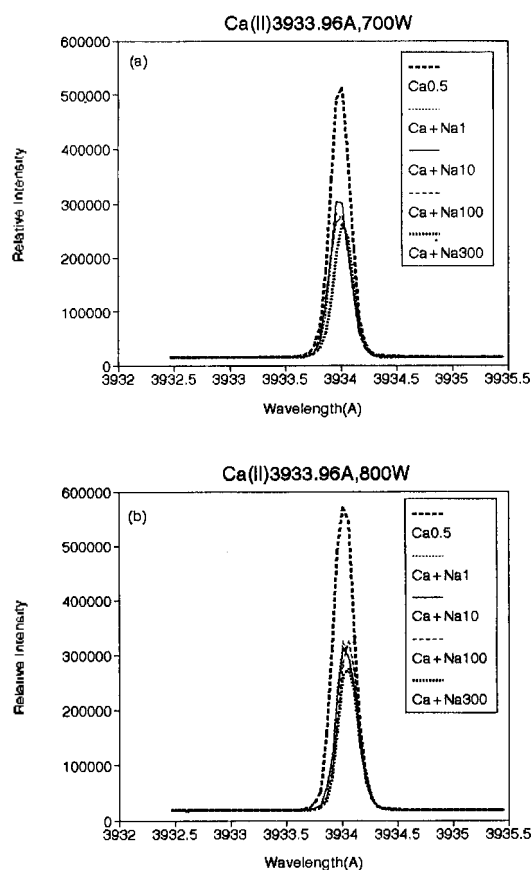 Ca(II)3933.96A,700W
(a)
Relative Intensity
600000
500000
400000
300000
200000
100000
0
3932 3932.5 3933 3933.5 3934 3934.5 3935 3935.5
Wavelength(A)
Ca0.5
Ca+Na1
Ca+Na10
Ca+Na100
Ca+Na300
Ca(II)3933.96A,800W
(b)
Relative Intensity
600000
500000
400000
300000
200000
100000
0
3932 3932.5 3933 3933.5 3934 3934.5 3935 3935.5
Wavelength(A)
Ca0.5
Ca+Na1
Ca+Na10
Ca+Na100
Ca+Na300